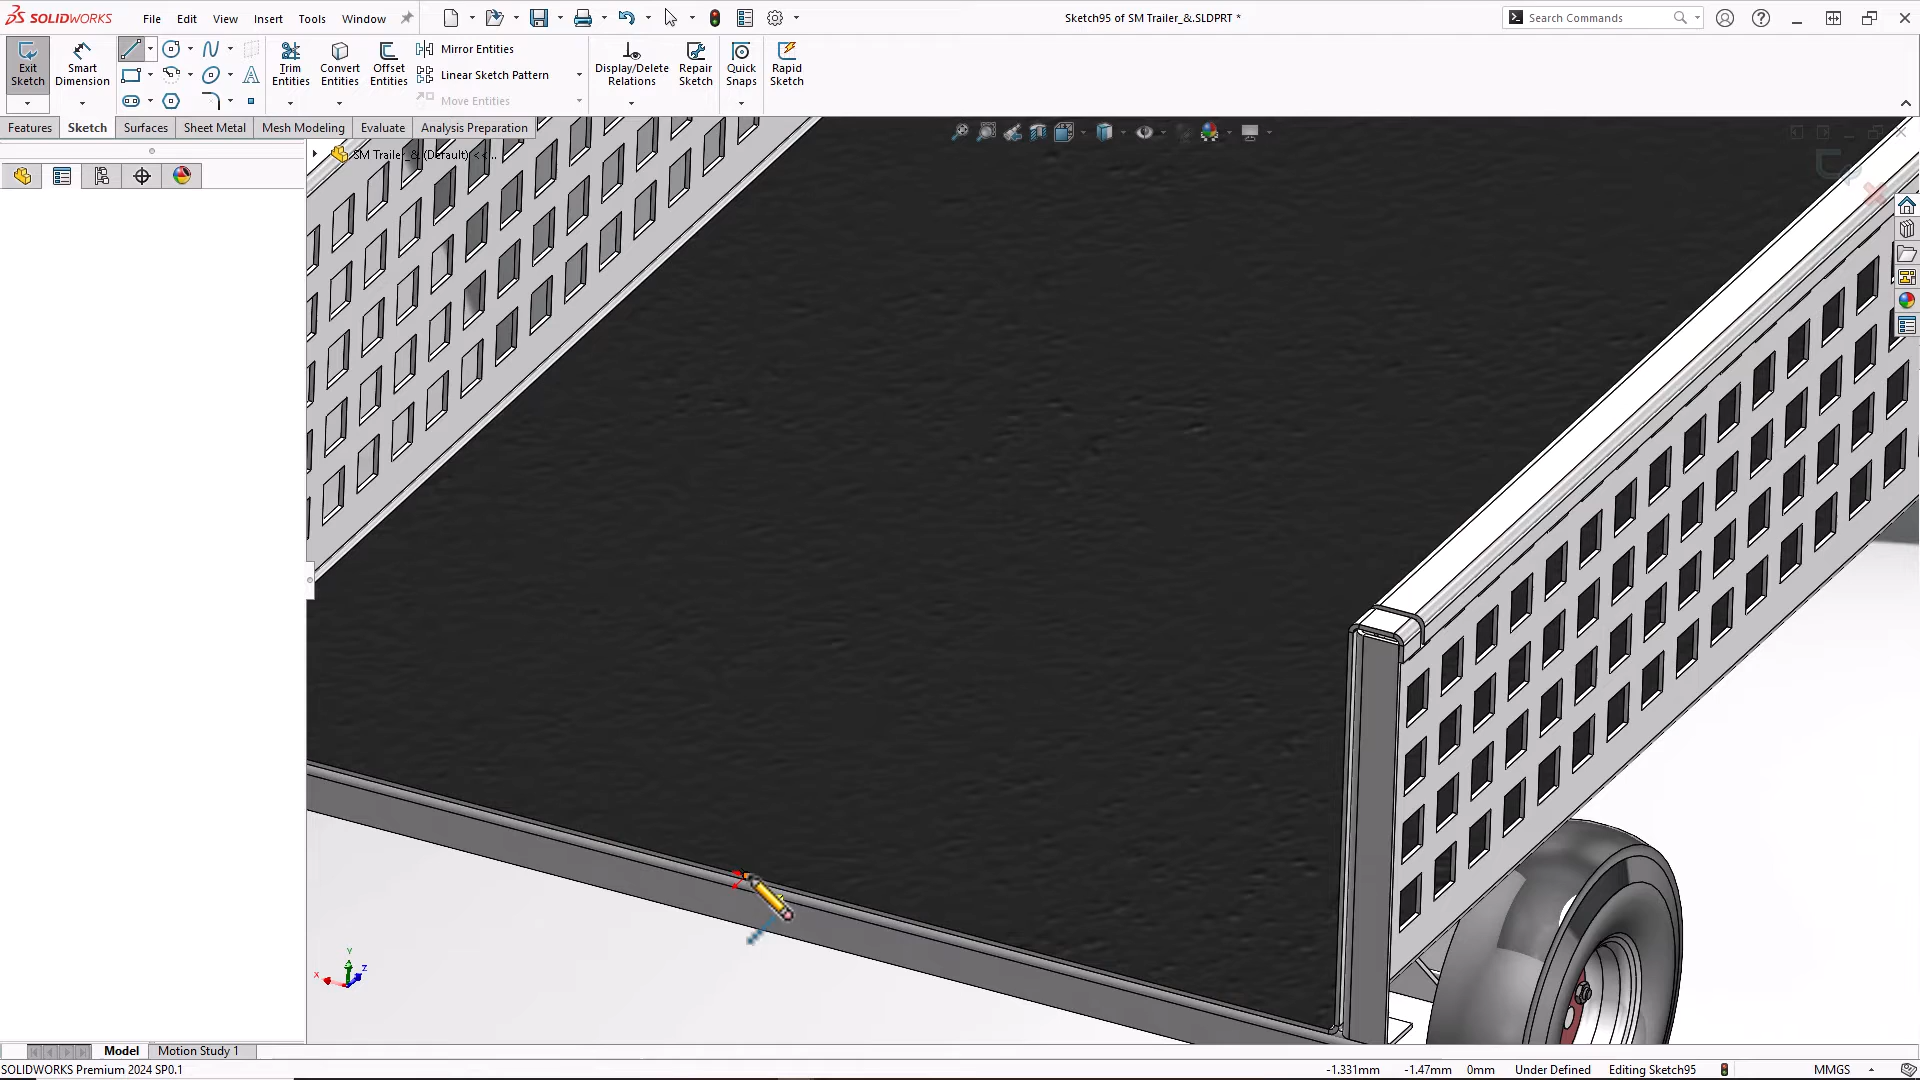 SOLIDWORKS
File Edit View Insert Tools Window
Sketch95 of SM Trailer_&.SLDPRT *
Search Commands
Exit Sketch
Smart Dimension
Trim Entities
Convert Entities
Offset Entities
Mirror Entities
Linear Sketch Pattern
Move Entities
Display/Delete Relations
Repair Sketch
Quick Snaps
Rapid Sketch
Features Sketch Surfaces Sheet Metal Mesh Modeling Evaluate Analysis Preparation
SM Trailer_& (Default) <<...
Y
X
Z
Model Motion Study 1
SOLIDWORKS Premium 2024 SP0.1
-1.331mm -1.47mm 0mm Under Defined Editing Sketch95 MMGS